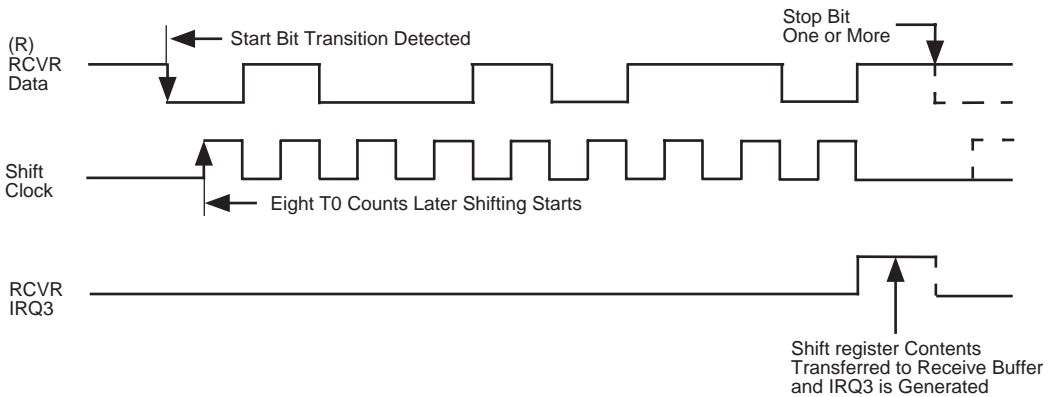 (R)
RCVR
Data
Start Bit Transition Detected
Stop Bit
One or More
Shift
Clock
Eight T0 Counts Later Shifting Starts
RCVR
IRQ3
Shift register Contents
Transferred to Receive Buffer
and IRQ3 is Generated